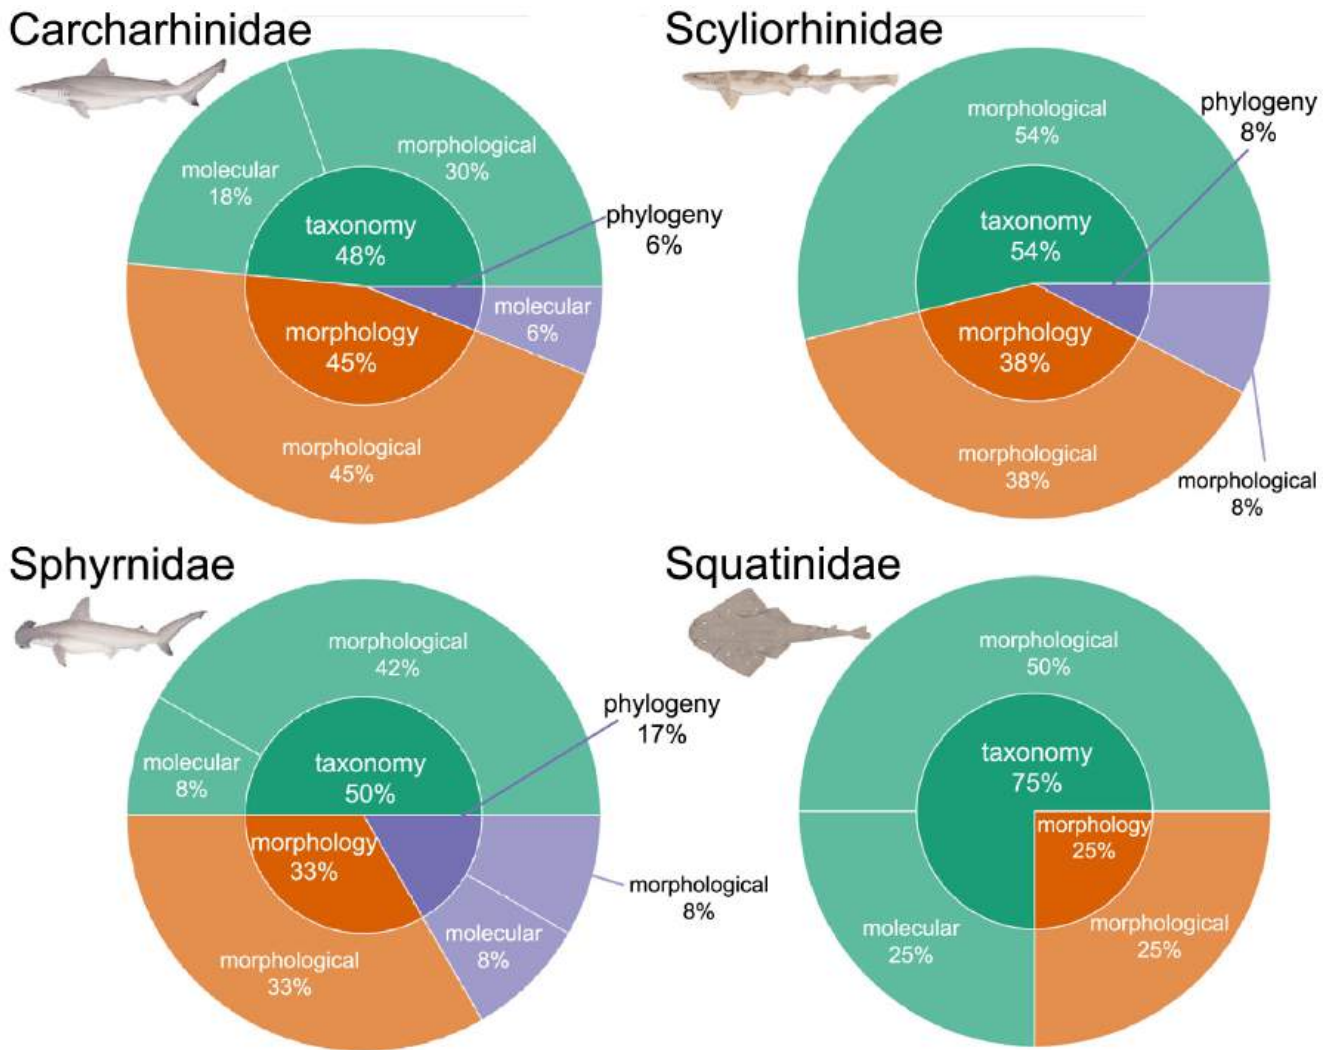 Carcharhinidae
morphological
30%
molecular
18%
taxonomy
48%
phylogeny
6%
molecular
6%
morphology
45%
morphological
45%
Scyliorhinidae
morphological
54%
phylogeny
8%
taxonomy
54%
morphology
38%
morphological
38%
morphological
8%
Sphyrnidae
morphological
42%
phylogeny
17%
molecular
8%
taxonomy
50%
morphology
33%
morphological
8%
molecular
8%
morphological
33%
Squatinidae
morphological
50%
taxonomy
75%
morphology
25%
molecular
25%
morphological
25%